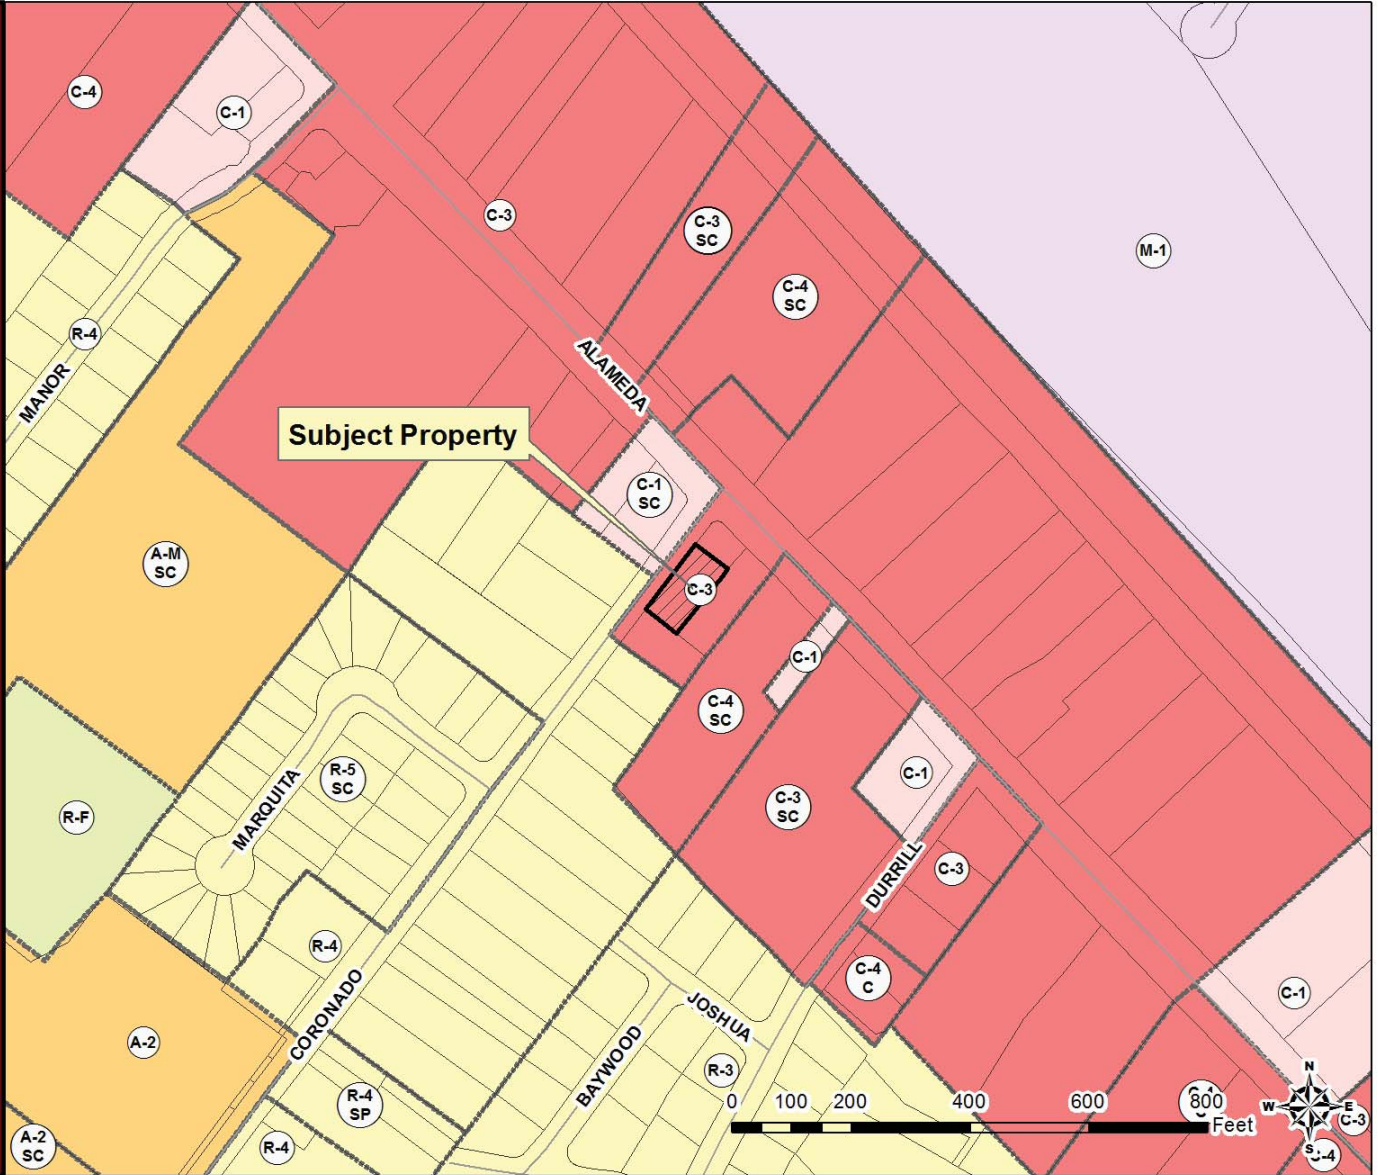 C-4
C-1
C-3
C-3
SC
C-4
SC
M-1
R-4
MANOR
ALAMEDA
Subject Property
C-1
SC
A-M
SC
C-3
C-1
C-4
SC
R-5
SC
MARQUITA
R-F
C-3
SC
C-1
C-3
DURRILL
R-4
C-4
C
C-1
CORONADO
JOSHUA
BAYWOOD
A-2
R-3
R-4
SP
R-4
A-2
SC
0 100 200 400 600 800
Feet
N
W
E
S
C-3
C-4